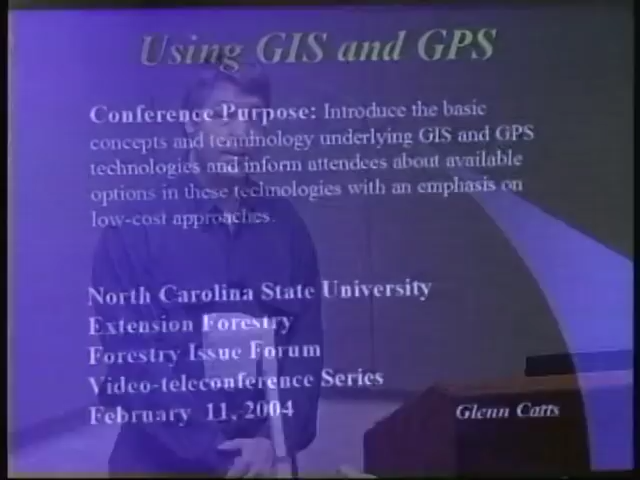 Using GIS and GPS
Conference Purpose: Introduce the basic
concepts and terminology underlying GIS and GPS
technologies and inform attendees about available
options in these technologies with an emphasis on
low-cost approaches.
North Carolina State University
Extension Forestry
Forestry Issue Forum
Video-teleconference Series
February 11, 2004
Glenn Catts